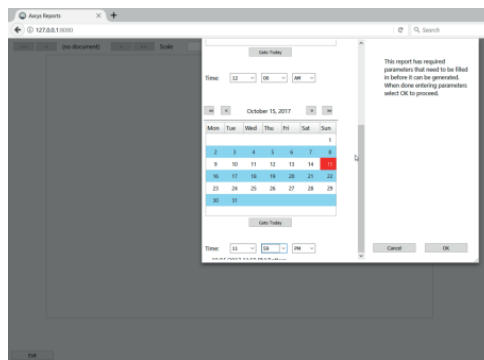 Axsys Reports
127.0.0.1:8080
Search
(no document)
Scale
Goto Today
Time: 12 00 AM
This report has required
parameters that need to be filled
in before it can be generated.
When done entering parameters
select OK to proceed.
October 15, 2017
Mon Tue Wed Thu Fri Sat Sun
1
2 3 4 5 6 7 8
9 10 11 12 13 14 15
16 17 18 19 20 21 22
23 24 25 26 27 28 29
30 31
Goto Today
Time: 11 59 PM
Cancel OK
Exit